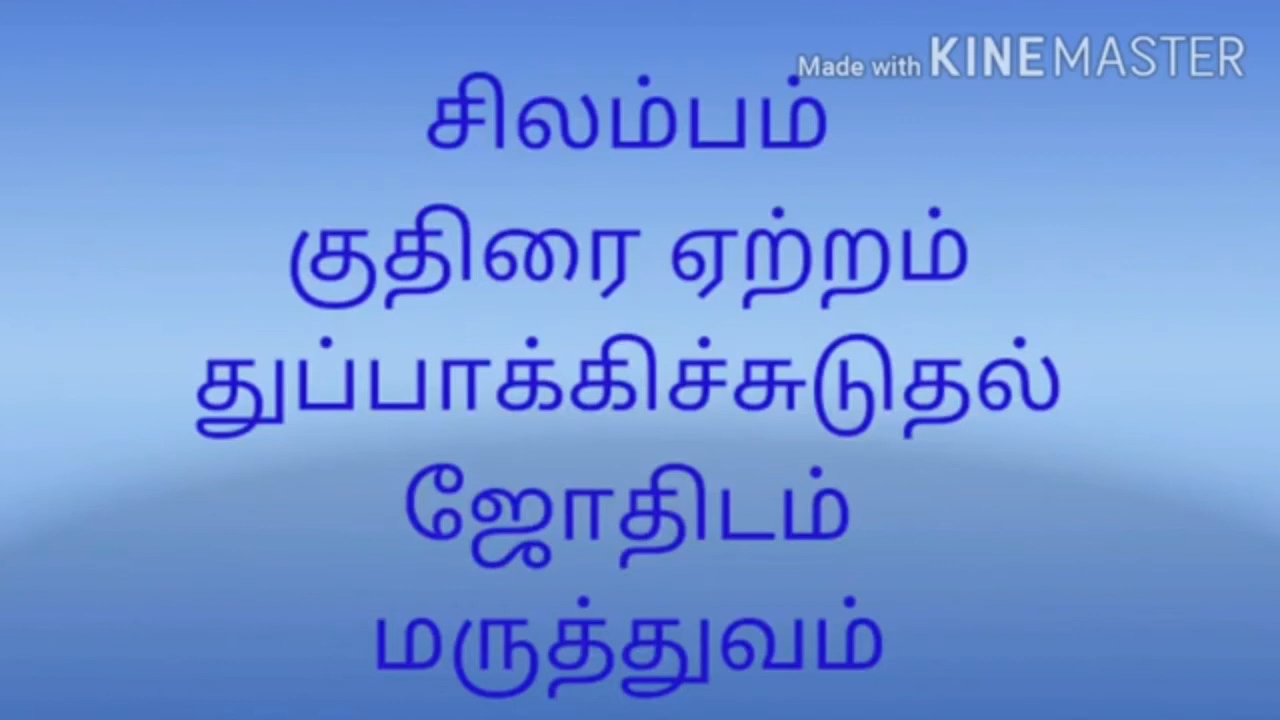 Made with KINEMASTER
சிலம்பம்
குதிரை ஏற்றம்
துப்பாக்கிச்சுடுதல்
ஜோதிடம்
மருத்துவம்